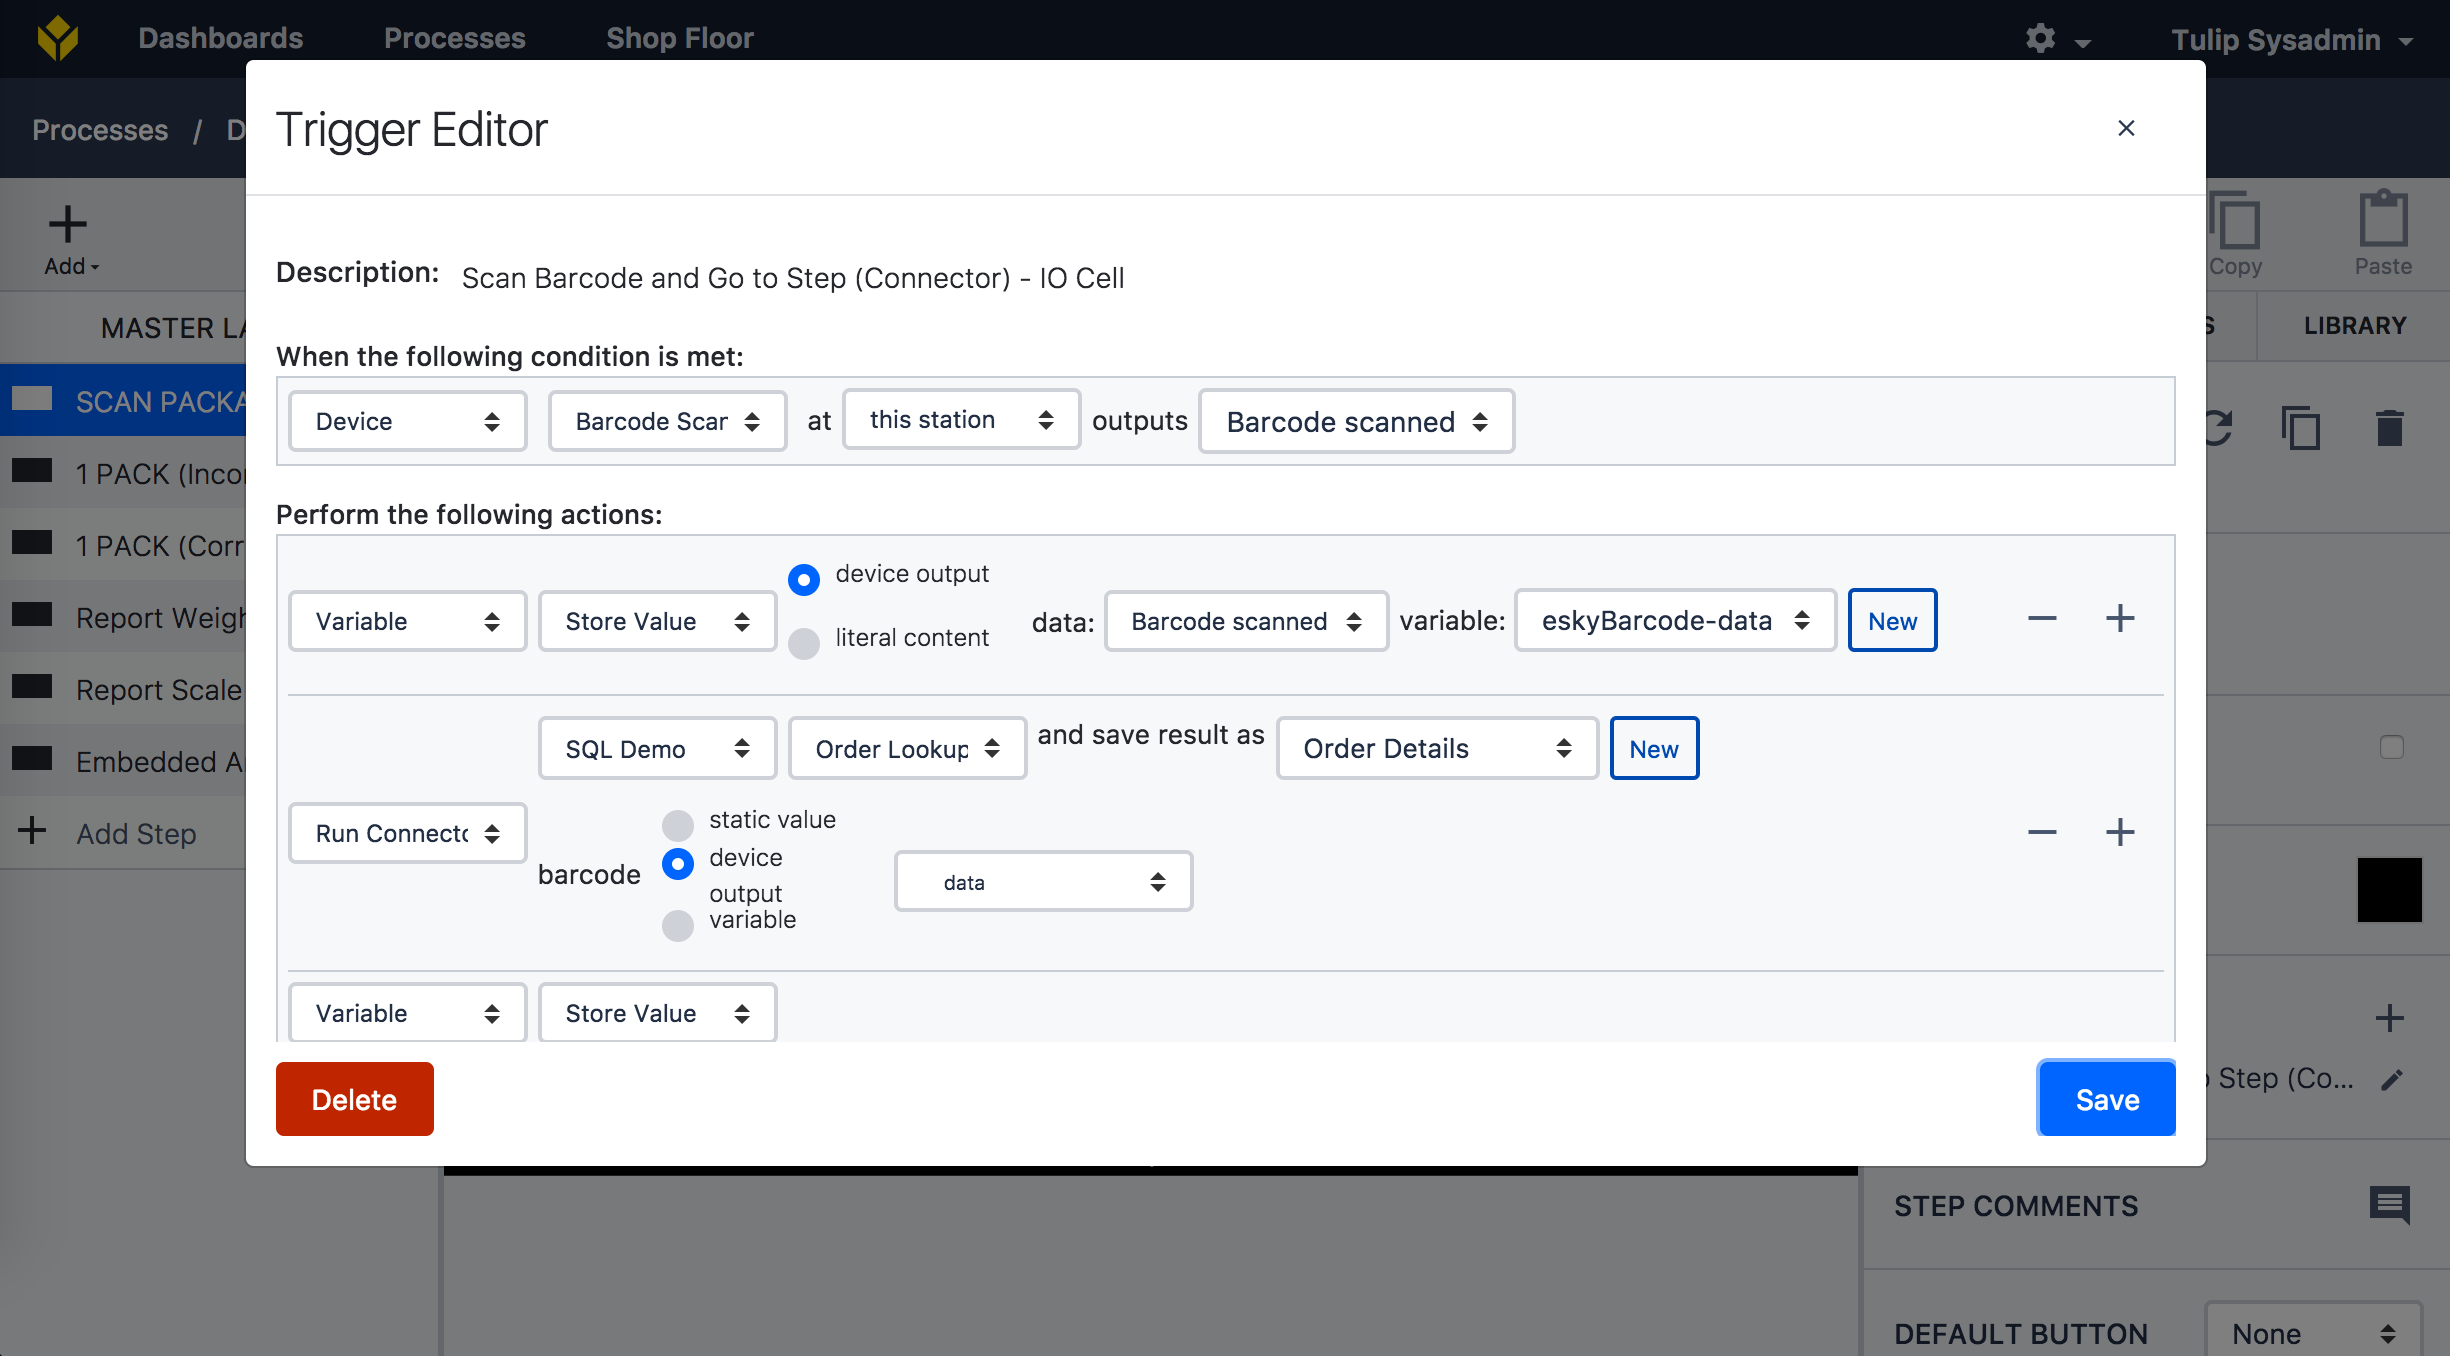 Dashboards Processes Shop Floor Tulip Sysadmin
Processes / D
Trigger Editor
Add Copy Paste
Description: Scan Barcode and Go to Step (Connector) - IO Cell
MASTER LA S LIBRARY
When the following condition is met:
SCAN PACKA
Device Barcode Scar at this station outputs Barcode scanned
1 PACK (Incor
Perform the following actions:
1 PACK (Corr
device output
Report Weigh
Variable Store Value literal content data: Barcode scanned variable: eskyBarcode-data New
Report Scale
SQL Demo Order Lookup and save result as Order Details New
Embedded A
Add Step
Run Connecto barcode static value
device
output
variable
data
Variable Store Value
Delete Save
Step (Co...
STEP COMMENTS
DEFAULT BUTTON None